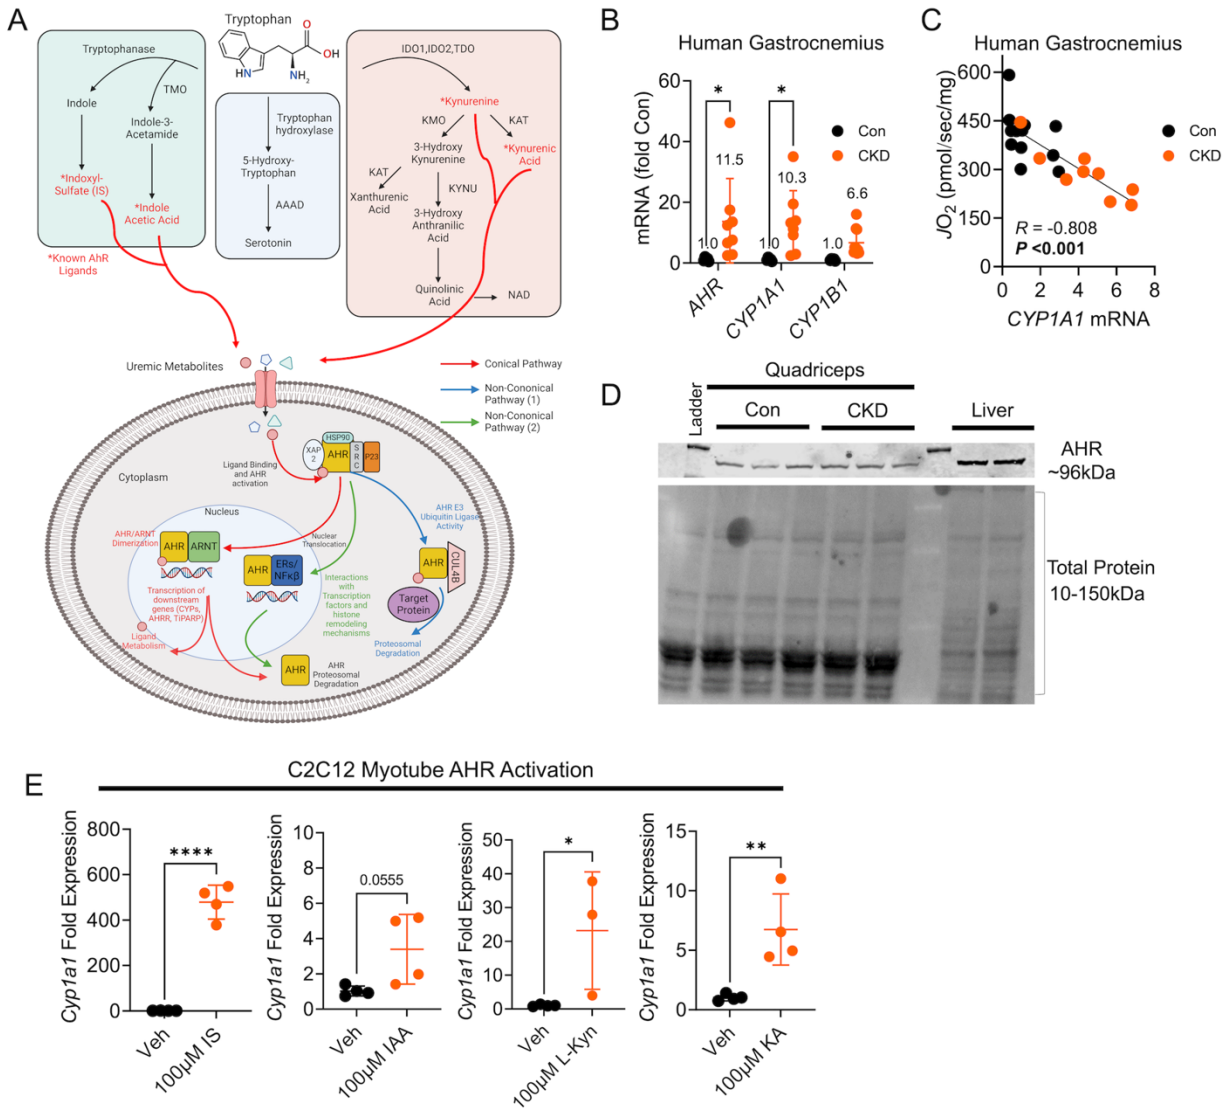 A
Tryptophan
O
OH
NH₂
HN
Tryptophanase
TMO
Indole
Indole-3-
Acetamide
*Indoxyl-
Sulfate (IS)
*Indole
Acetic Acid
*Known AhR
Ligands
Tryptophan
hydroxylase
5-Hydroxy-
Tryptophan
AAAD
Serotonin
IDO1,IDO2,TDO
*Kynurenine
KMO
KAT
3-Hydroxy
Kynurenine
*Kynurenic
Acid
KAT
KYNU
Xanthurenic
Acid
3-Hydroxy
Anthranilic
Acid
Quinolinic
Acid
NAD
Uremic Metabolites
Conical Pathway
Non-Cononical
Pathway (1)
Non-Cononical
Pathway (2)
Cytoplasm
Ligand Binding
and AHR
activation
XAP
2
HSP90
AHR
S
R
C
P23
Nucleus
Nuclear
Translocation
AHR/ARNT
Dimerization
AHR
ARNT
AHR
ERs/
NFκβ
AHR E3
Ubiquitin Ligase
Activity
AHR
CUL4B
Target
Protein
Proteosomal
Degradation
Transcription of
downstream
genes (CYPs,
AHRR, TiPARP)
Interactions
with
Transcription
factors and
histone
remodeling
mechanisms
Ligand
Metabolism
AHR
AHR
Proteosomal
Degradation
B
Human Gastrocnemius
mRNA (fold Con)
60
40
20
0
*
*
11.5
10.3
6.6
1.0
1.0
1.0
AHR
CYP1A1
CYP1B1
Con
CKD
C
Human Gastrocnemius
JO₂ (pmol/sec/mg)
600
450
300
150
0
R = -0.808
P <0.001
0 2 4 6 8
CYP1A1 mRNA
Con
CKD
D
Quadriceps
Ladder
Con
CKD
Liver
AHR
~96kDa
Total Protein
10-150kDa
E
C2C12 Myotube AHR Activation
Cyp1a1 Fold Expression
800
600
400
200
0
****
Veh
100µM IS
Cyp1a1 Fold Expression
10
8
6
4
2
0
0.0555
Veh
100µM IAA
Cyp1a1 Fold Expression
50
40
30
20
10
0
*
Veh
100µM L-Kyn
Cyp1a1 Fold Expression
15
10
5
0
**
Veh
100µM KA